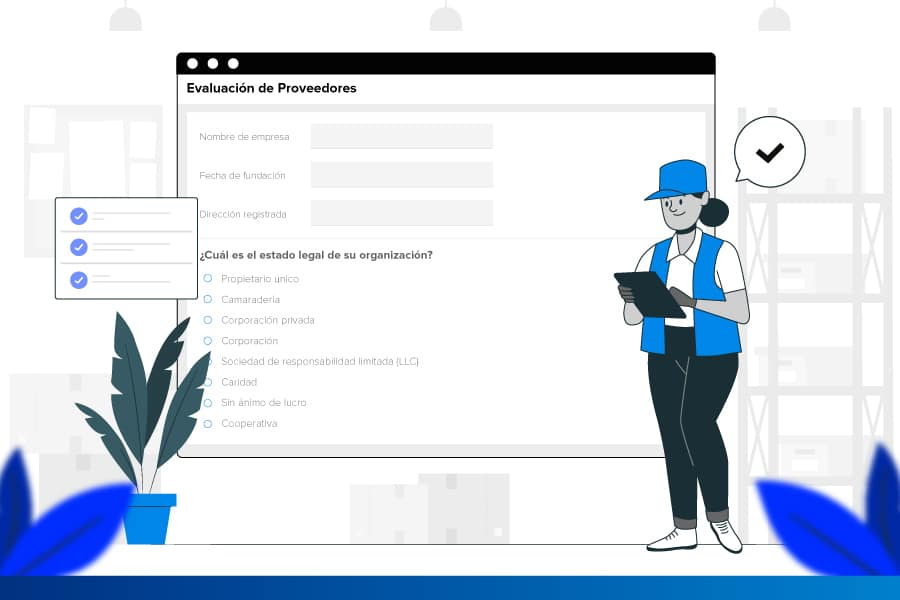 Evaluación de Proveedores
Nombre de empresa
Fecha de fundación
Dirección registrada
¿Cuál es el estado legal de su organización?
Propietario único
Camaradería
Corporación privada
Corporación
Sociedad de responsabilidad limitada (LLC)
Caridad
Sin ánimo de lucro
Cooperativa